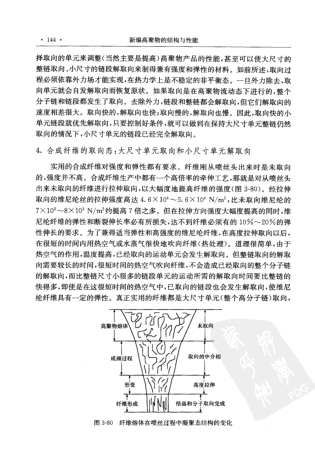 · 144 ·
新编高聚物的结构与性能
择取向的单元来调整(当然主要是提高)高聚物产品的性能,甚至可以使大尺寸的
整链取向、小尺寸的链段解取向来制得兼有强度和弹性的材料。如前所述,取向过
程必须依靠外力场才能实现,在热力学上是不稳定的非平衡态。一旦外力除去,取
向单元就会自发解取向而恢复原状。如果取向是在高聚物流动态下进行的,整个
分子链和链段都发生了取向。去除外力,链段和整链都会解取向,但它们解取向的
速度相差很大。取向快的,解取向也快;取向慢的,解取向也慢。因此,取向快的小
单元链段就优先解取向,只要控制好条件,就可以做到在保持大尺寸单元整链仍然
取向的情况下,小尺寸单元的链段已经完全解取向。
4. 合成纤维的取向态:大尺寸单元取向和小尺寸单元解取向
实用的合成纤维对强度和弹性都有要求。纤维刚从喷丝头出来时是未取向
的,强度并不高。合成纤维生产中都有一个高倍率的牵伸工艺,那就是对从喷丝头
出来未取向的纤维进行拉伸取向,以大幅度地提高纤维的强度(图 3-80)。经拉伸
取向的维尼纶丝的拉伸强度高达 4.6×10⁸~5.6×10⁸ N/m²,比未取向维尼纶的
7×10⁷~8×10⁷ N/m²约提高 7 倍之多。但在拉伸方向强度大幅度提高的同时,维
尼纶纤维的弹性和断裂伸长率必有所损失,达不到纤维必须有的 10%~20%的弹
性伸长的要求。为了兼得适当弹性和高强度的维尼纶纤维,在高度拉伸取向以后,
在很短的时间内用热空气或水蒸气很快地吹向纤维(热处理)。道理很简单:由于
热空气的作用,温度提高,已经取向的运动单元会发生解取向。但整链取向的解取
向需要较长的时间,很短时间的热空气吹向纤维,不会造成已经取向的整个分子链
的解取向,而比整链尺寸小很多的链段单元的运动所需的解取向时间要比整链的
快得多,即使是在这很短时间的热空气中,已取向的链段也会发生解取向,使维尼
纶纤维具有一定的弹性。真正实用的纤维都是大尺寸单元(整个高分子链)取向,
高聚物熔体
未取向
成颈过程
取向的中介相
形变
高度拉伸
纤维形成
结晶和分子取向完成
图 3-80 纤维熔体在喷丝过程中凝聚态结构的变化